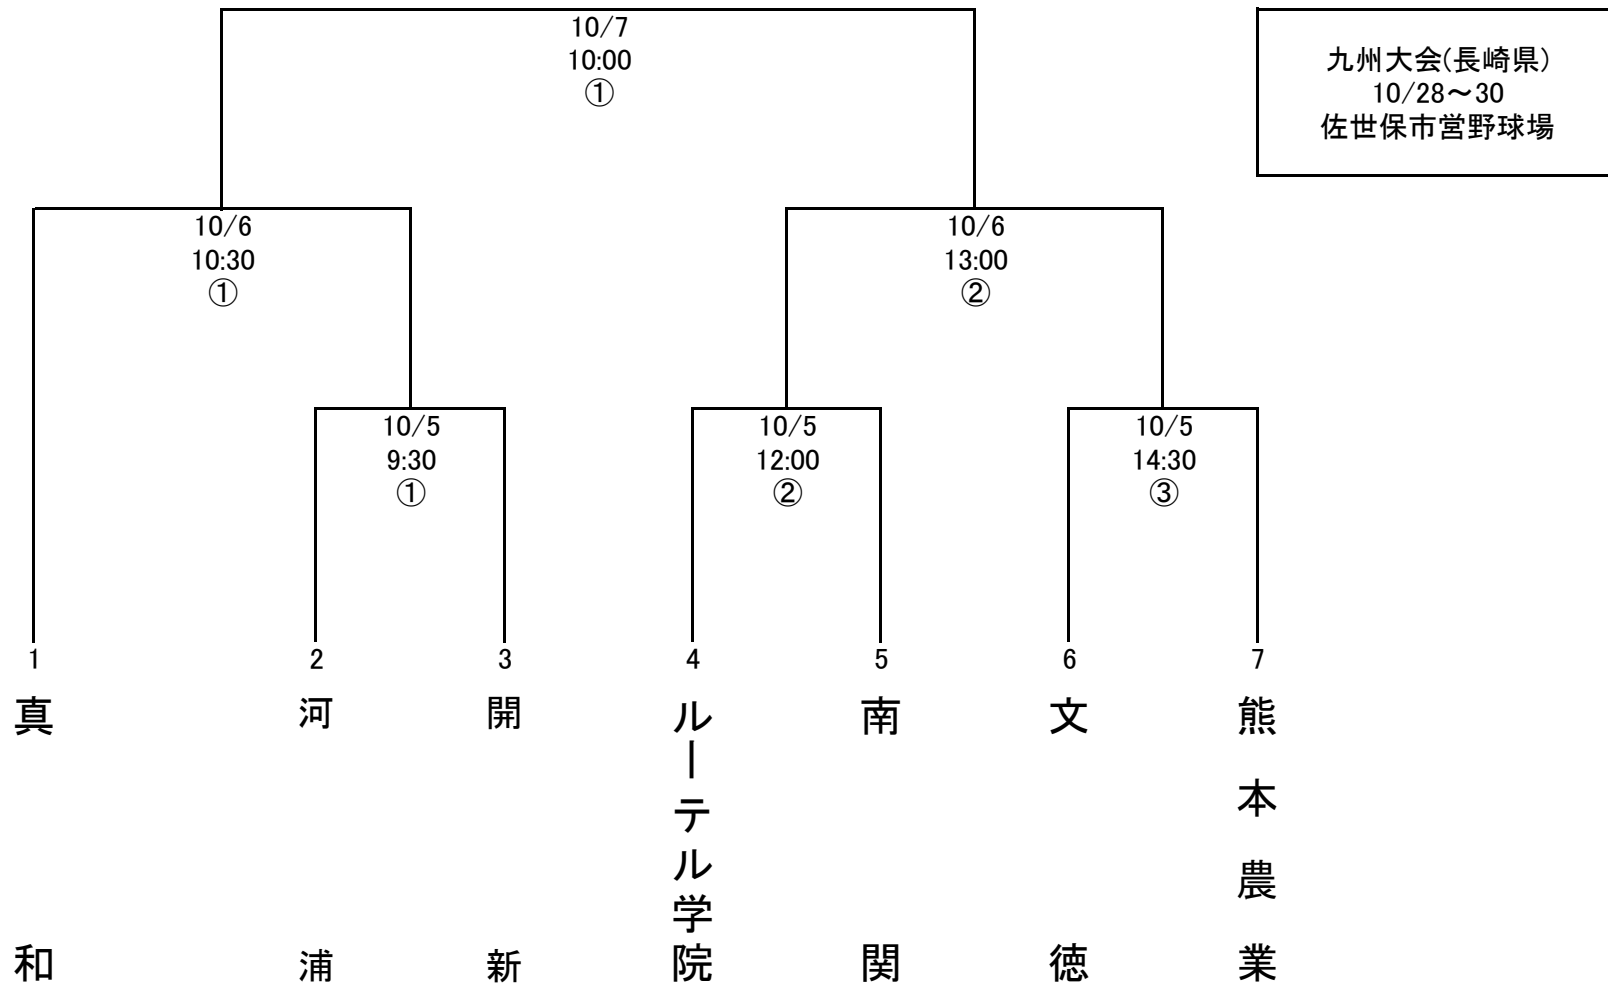 10/7
10:00
①
九州大会(長崎県)
10/28～30
佐世保市営野球場
10/6
10:30
①
10/6
13:00
②
10/5
9:30
①
10/5
12:00
②
10/5
14:30
③
1
2
3
4
5
6
7
真和
河浦
開新
ルーテル学院
南関
文徳
熊本農業